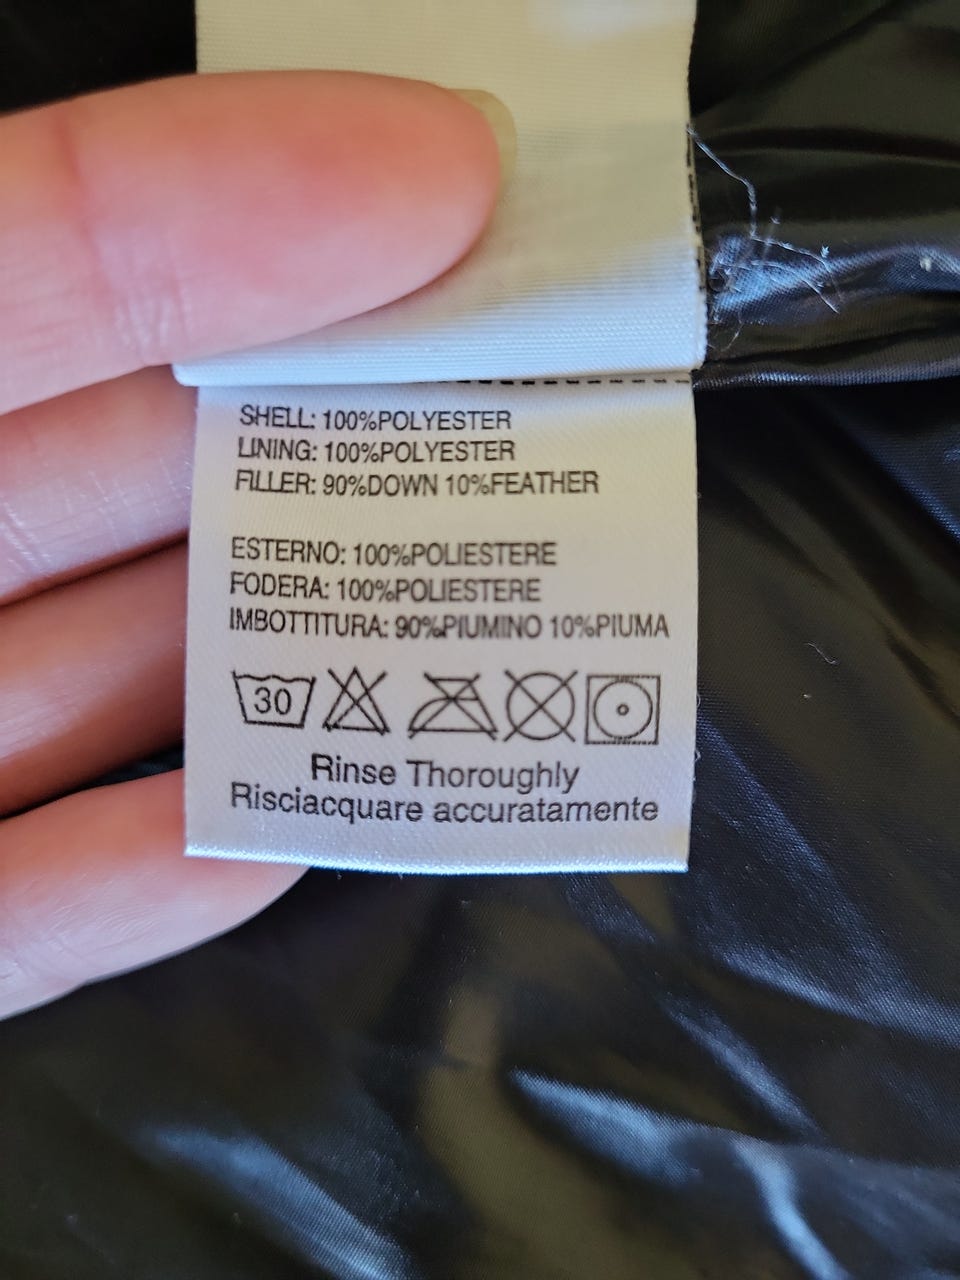 SHELL: 100%POLYESTER
LINING: 100%POLYESTER
FILLER: 90%DOWN 10%FEATHER
ESTERNO: 100%POLIESTERE
FODERA: 100%POLIESTERE
IMBOTTITURA: 90%PIUMINO 10%PIUMA
30
Rinse Thoroughly
Risciacquare accuratamente